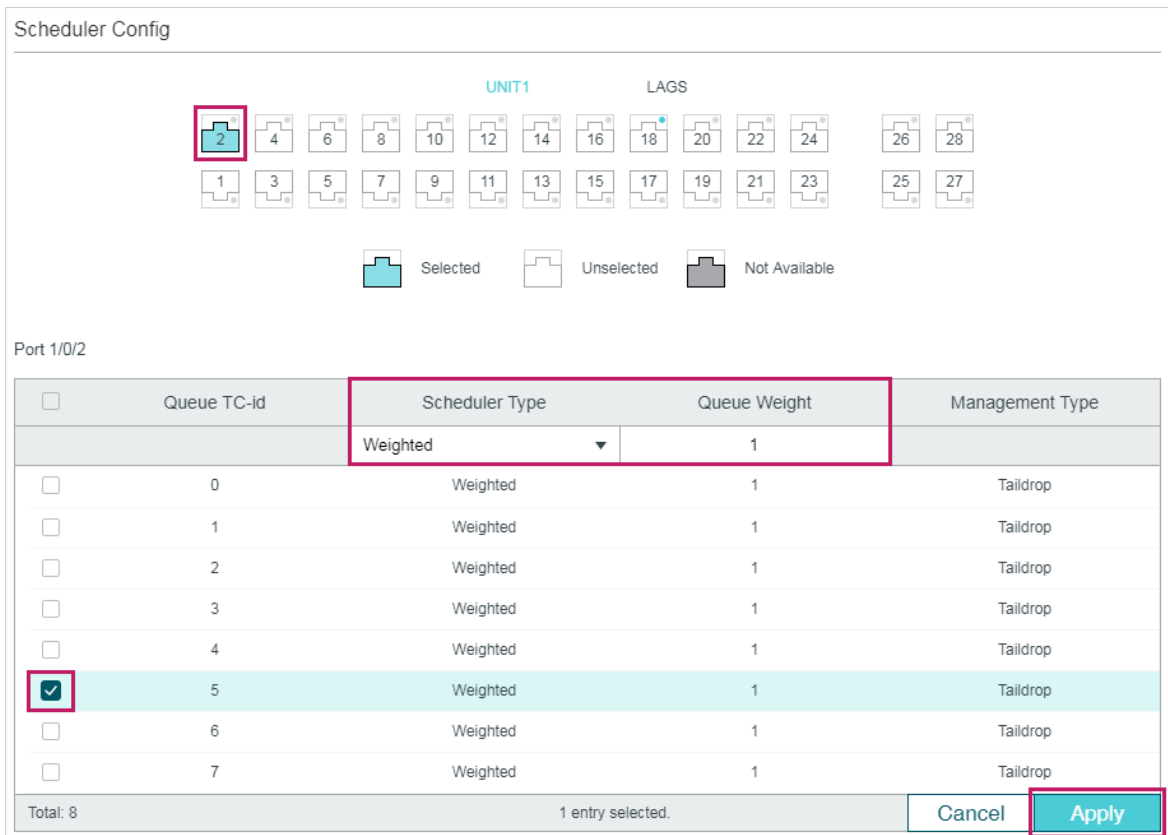 Scheduler Config
UNIT1 LAGS
2 4 6 8 10 12 14 16 18 20 22 24 26 28
1 3 5 7 9 11 13 15 17 19 21 23 25 27
Selected Unselected Not Available
Port 1/0/2
Queue TC-id Scheduler Type Queue Weight Management Type
Weighted 1
0 Weighted 1 Taildrop
1 Weighted 1 Taildrop
2 Weighted 1 Taildrop
3 Weighted 1 Taildrop
4 Weighted 1 Taildrop
5 Weighted 1 Taildrop
6 Weighted 1 Taildrop
7 Weighted 1 Taildrop
Total: 8 1 entry selected. Cancel Apply